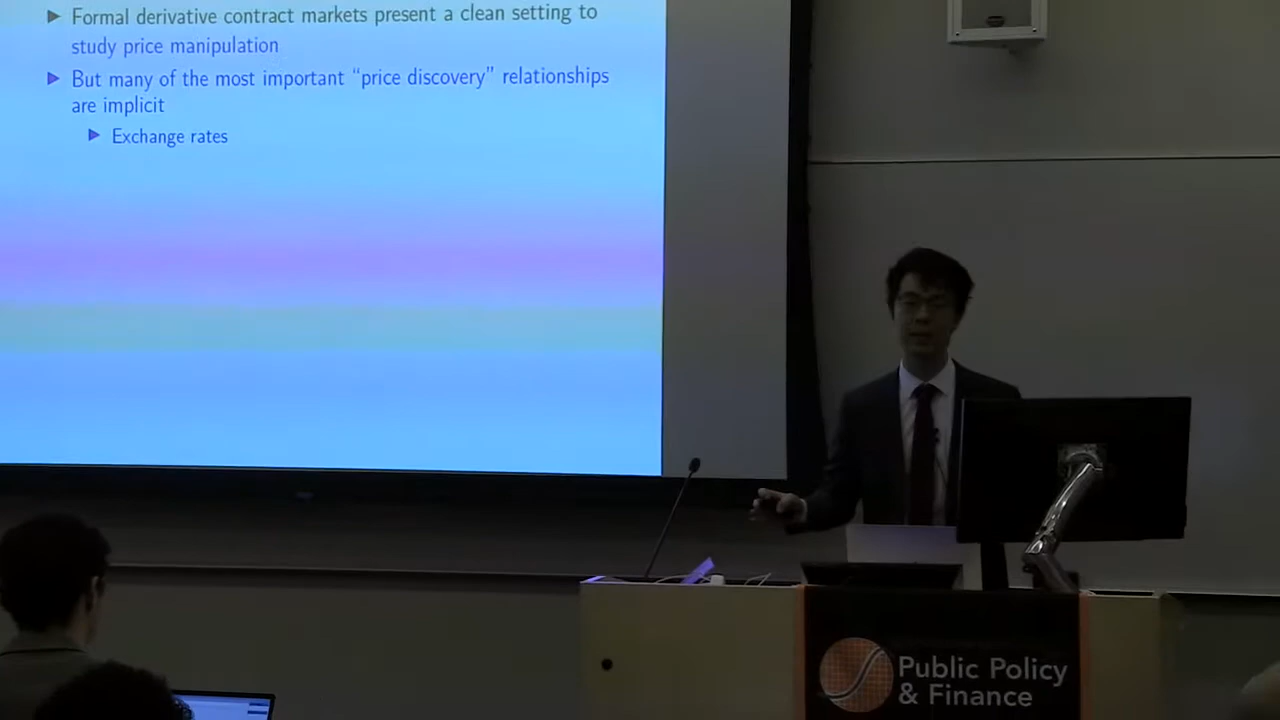 Formal derivative contract markets present a clean setting to
study price manipulation
But many of the most important “price discovery” relationships
are implicit
Exchange rates
Public Policy
& Finance